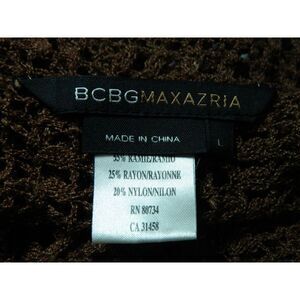 BCBGMAXAZRIA
MADE IN CHINA
L
55% RAMIE/RAMIO
25% RAYON/RAYONNE
20% NYLON/NILON
RN 80734
CA 31458